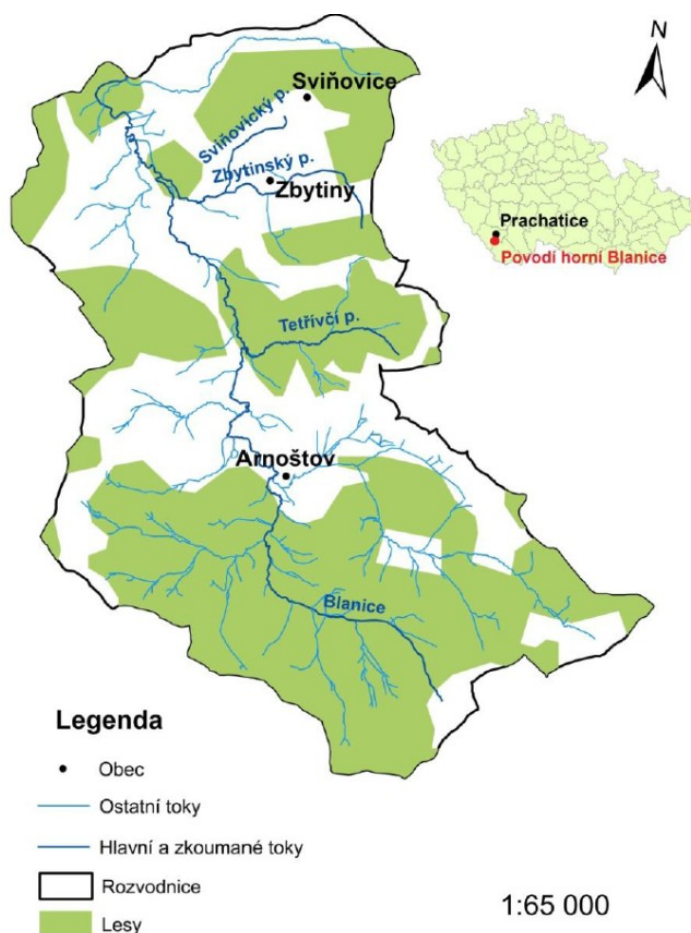 N
Sviňovice
Sviňovický p.
Zbytinský p.
Zbytiny
Prachatice
Povodí horní Blanice
Tetřívčí p.
Arnoštov
Blanice
Legenda
Obec
Ostatní toky
Hlavní a zkoumané toky
Rozvodnice
Lesy
1:65 000